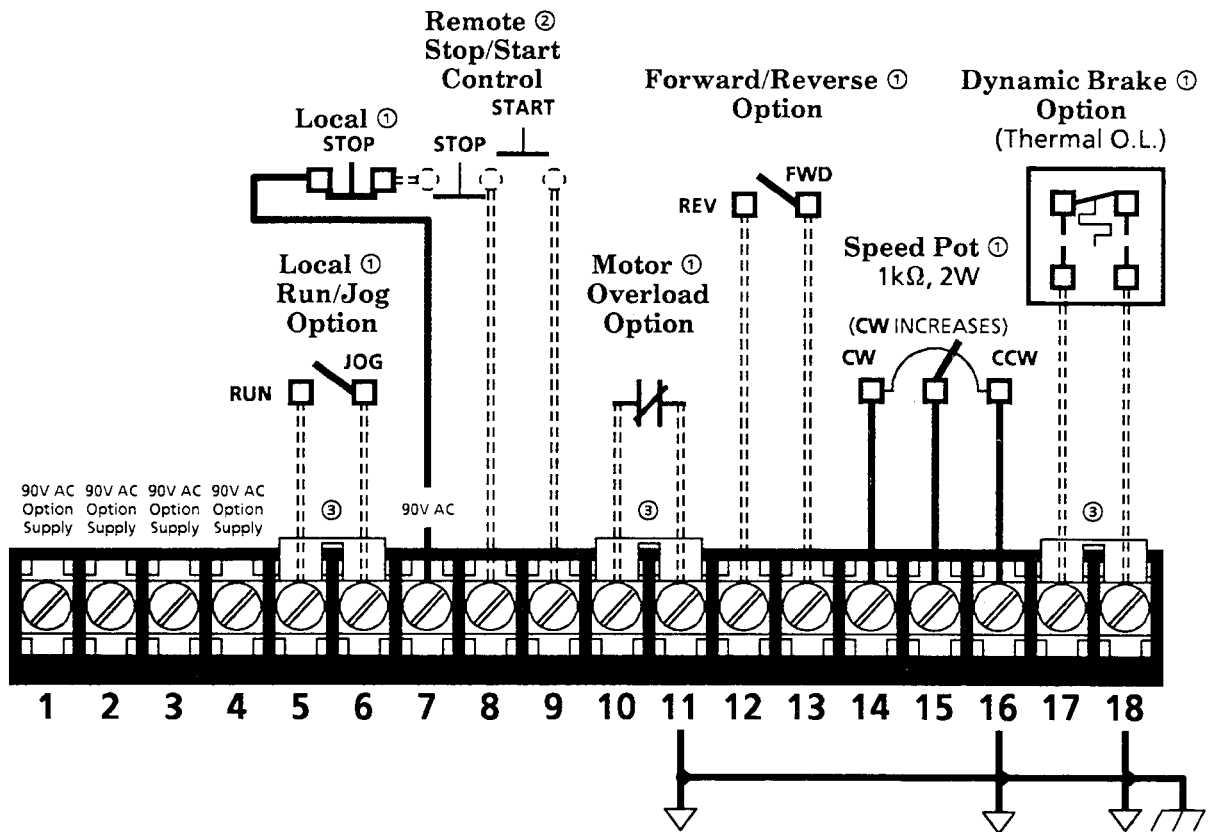 Remote ②
Stop/Start
Control
START
Local ①
STOP
STOP
Forward/Reverse ①
Option
FWD
REV
Dynamic Brake ①
Option
(Thermal O.L.)
Local ①
Run/Jog
Option
JOG
RUN
Motor ①
Overload
Option
Speed Pot ①
1kΩ, 2W
(CW INCREASES)
CW
CCW
90V AC
Option
Supply
90V AC
Option
Supply
90V AC
Option
Supply
90V AC
Option
Supply
③
90V AC
③
③
1 2 3 4 5 6 7 8 9 10 11 12 13 14 15 16 17 18